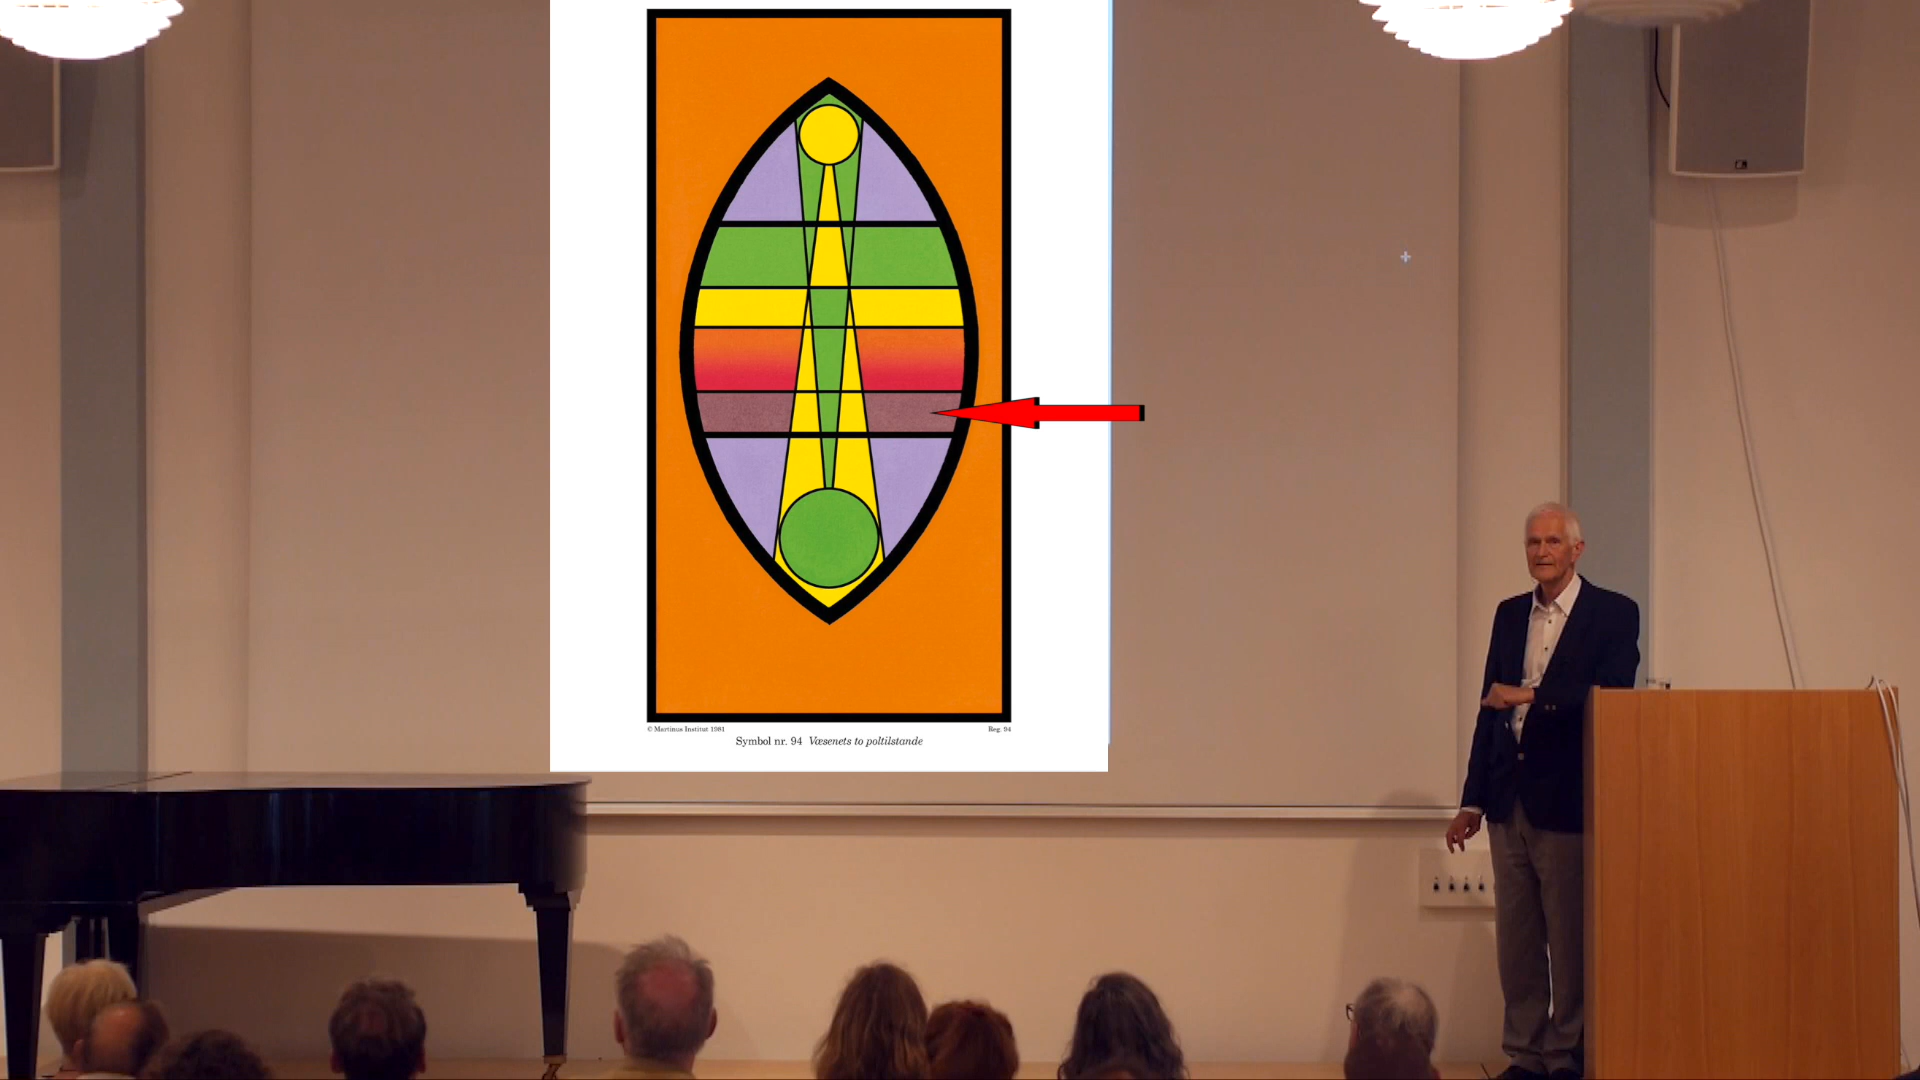 © Martinus Institut 1981
Reg. 94
Symbol nr. 94 Væsenets to poltilstande